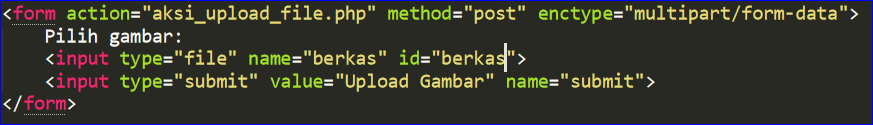 <form action="aksi_upload_file.php" method="post" enctype="multipart/form-data">
    Pilih gambar:
    <input type="file" name="berkas" id="berkas">
    <input type="submit" value="Upload Gambar" name="submit">
</form>